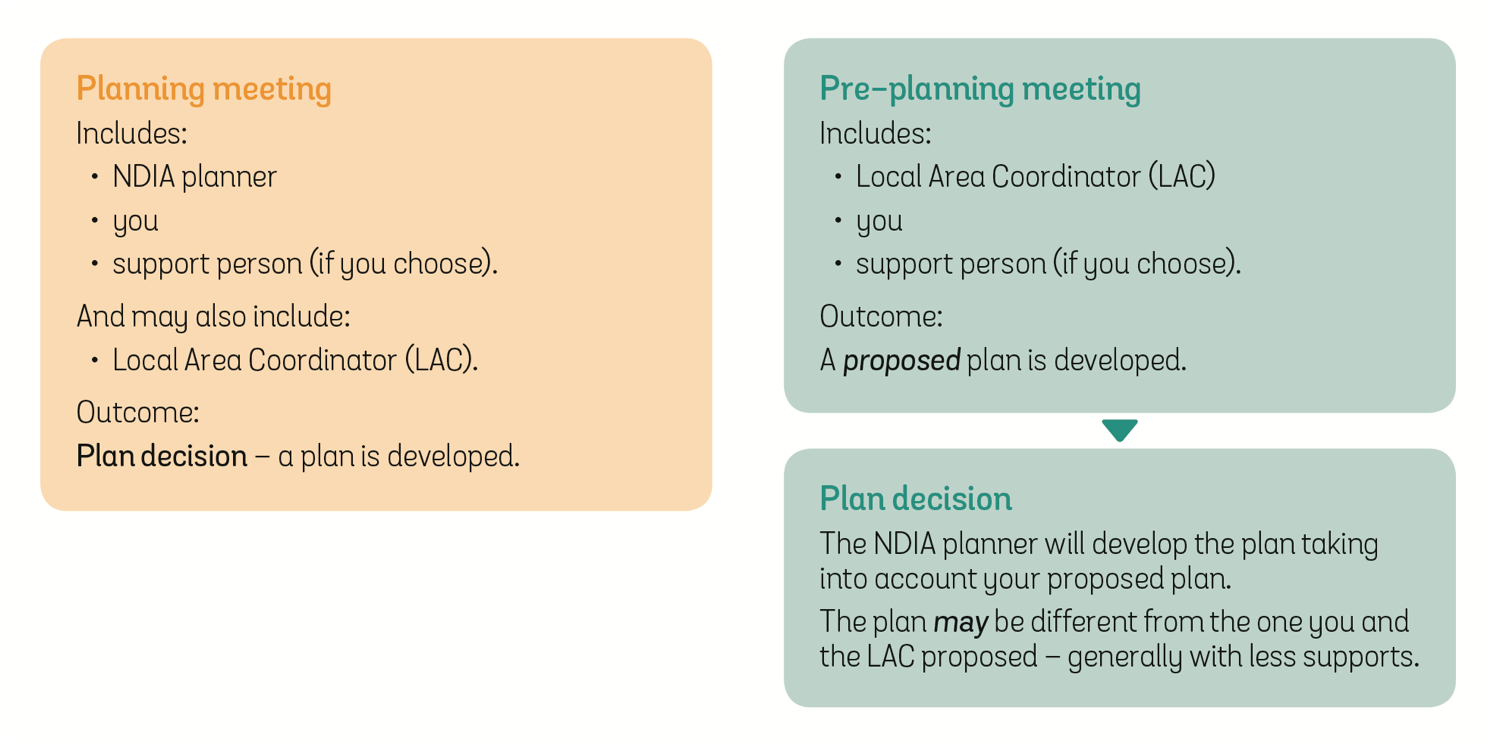 Planning meeting
Includes:
• NDIA planner
• you
• support person (if you choose).
And may also include:
• Local Area Coordinator (LAC).
Outcome:
Plan decision – a plan is developed.
Pre-planning meeting
Includes:
• Local Area Coordinator (LAC)
• you
• support person (if you choose).
Outcome:
A proposed plan is developed.
Plan decision
The NDIA planner will develop the plan taking
into account your proposed plan.
The plan may be different from the one you and
the LAC proposed – generally with less supports.